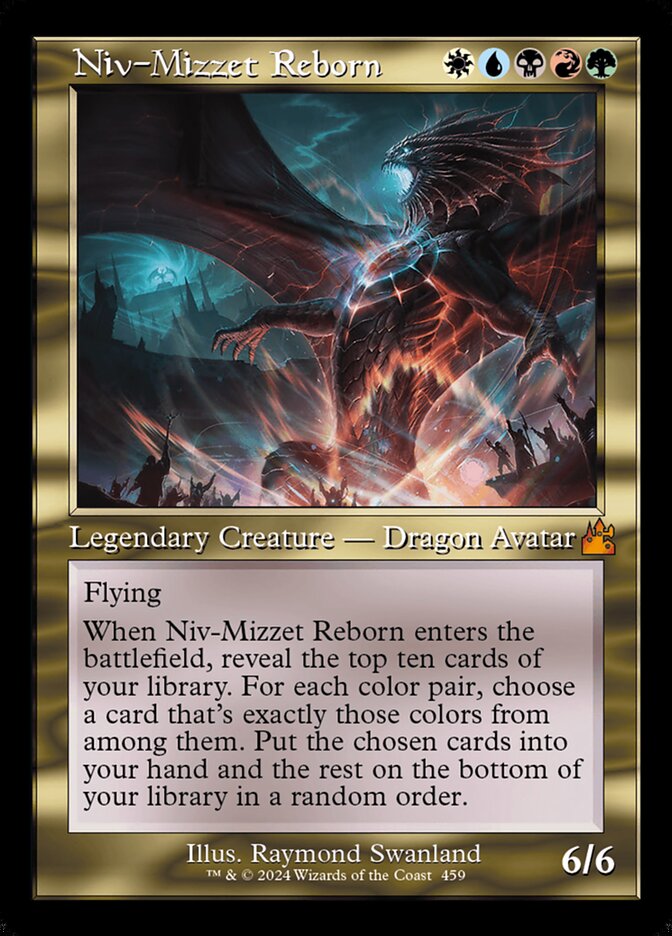 Niv-Mizzet Reborn
Legendary Creature — Dragon Avatar
Flying
When Niv-Mizzet Reborn enters the
battlefield, reveal the top ten cards of
your library. For each color pair, choose
a card that's exactly those colors from
among them. Put the chosen cards into
your hand and the rest on the bottom of
your library in a random order.
Illus. Raymond Swanland
™ & © 2024 Wizards of the Coast 459
6/6